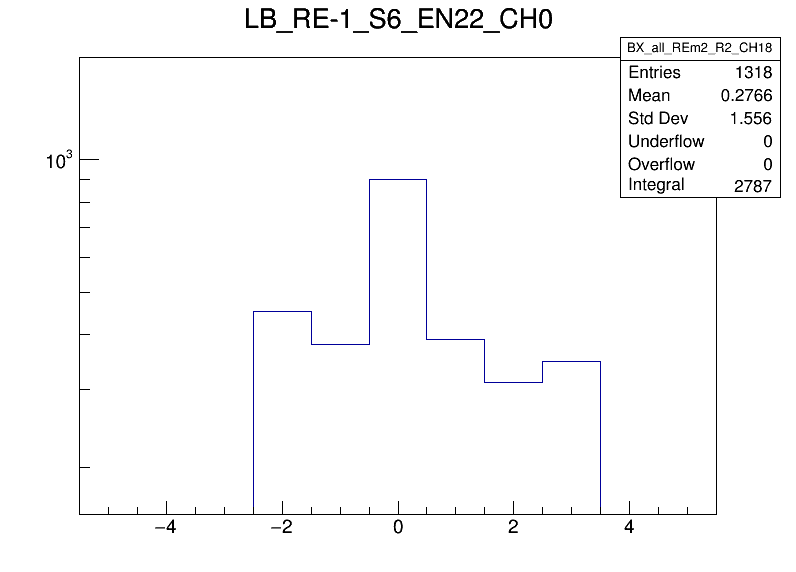 LB_RE-1_S6_EN22_CH0
BX_all_REm2_R2_CH18
Entries 1318
Mean 0.2766
Std Dev 1.556
Underflow 0
Overflow 0
Integral 2787
10³
−4 −2 0 2 4